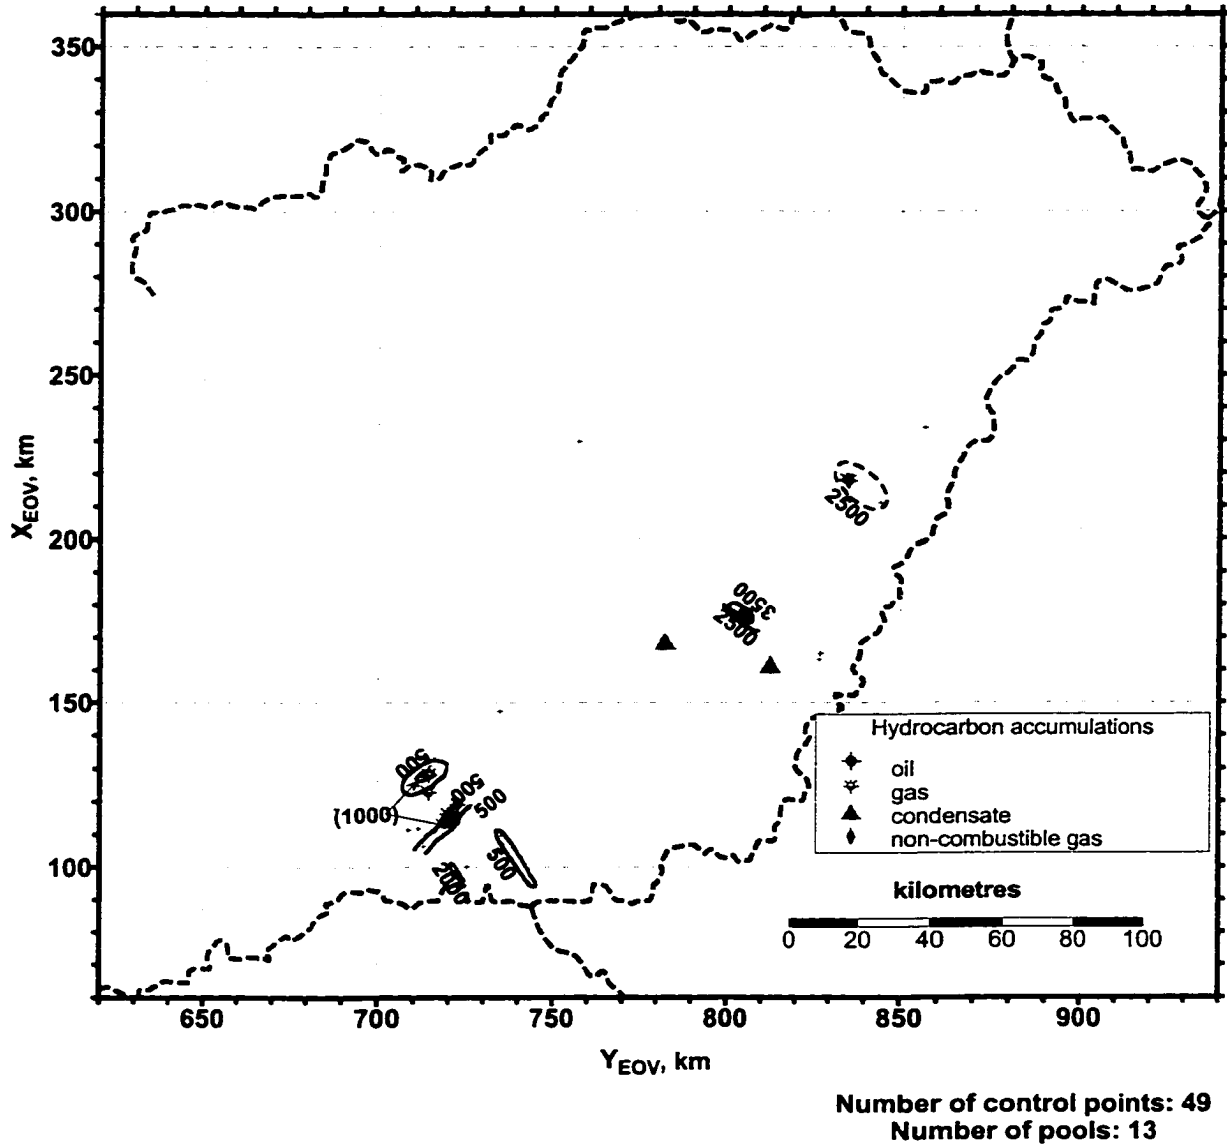 350
300
250
200
150
100
X_EOV, km
2500
3500
2500
500
500
500
(1000)
500
2000
Hydrocarbon accumulations
oil
gas
condensate
non-combustible gas
kilometres
0 20 40 60 80 100
650 700 750 800 850 900
Y_EOV, km
Number of control points: 49
Number of pools: 13